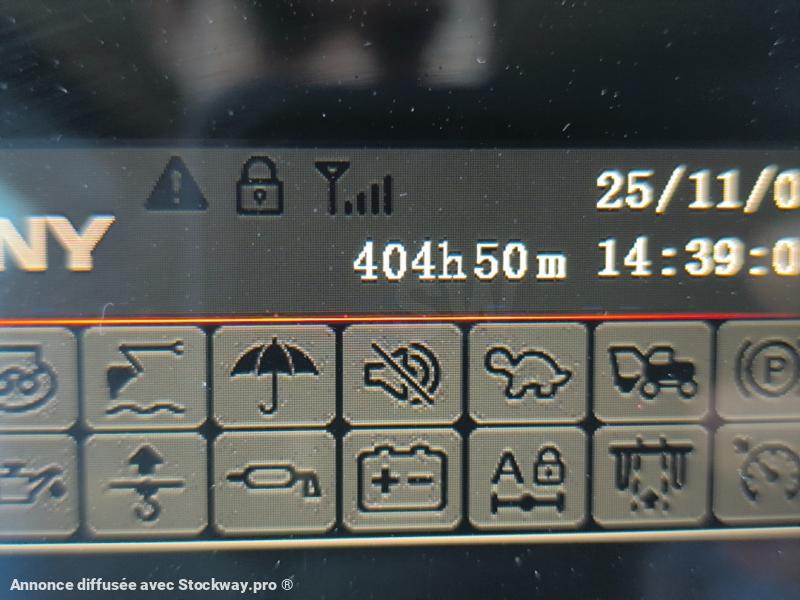 25/11/0
NY
404h50m 14:39:0
P
A
Annonce diffusée avec Stockway.pro ®